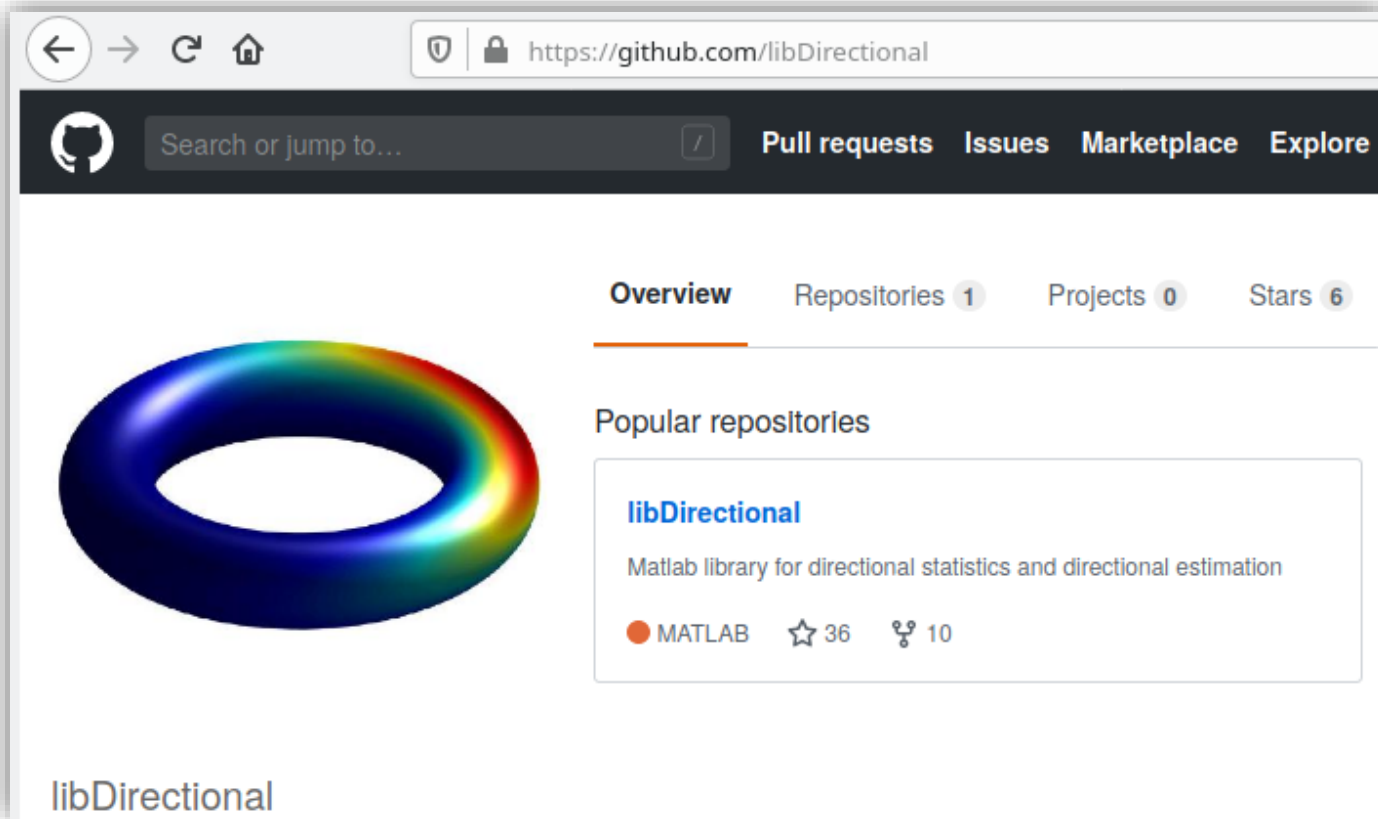 https://github.com/libDirectional
Search or jump to... / Pull requests Issues Marketplace Explore
Overview Repositories 1 Projects 0 Stars 6
Popular repositories
libDirectional
Matlab library for directional statistics and directional estimation
MATLAB 36 10
libDirectional